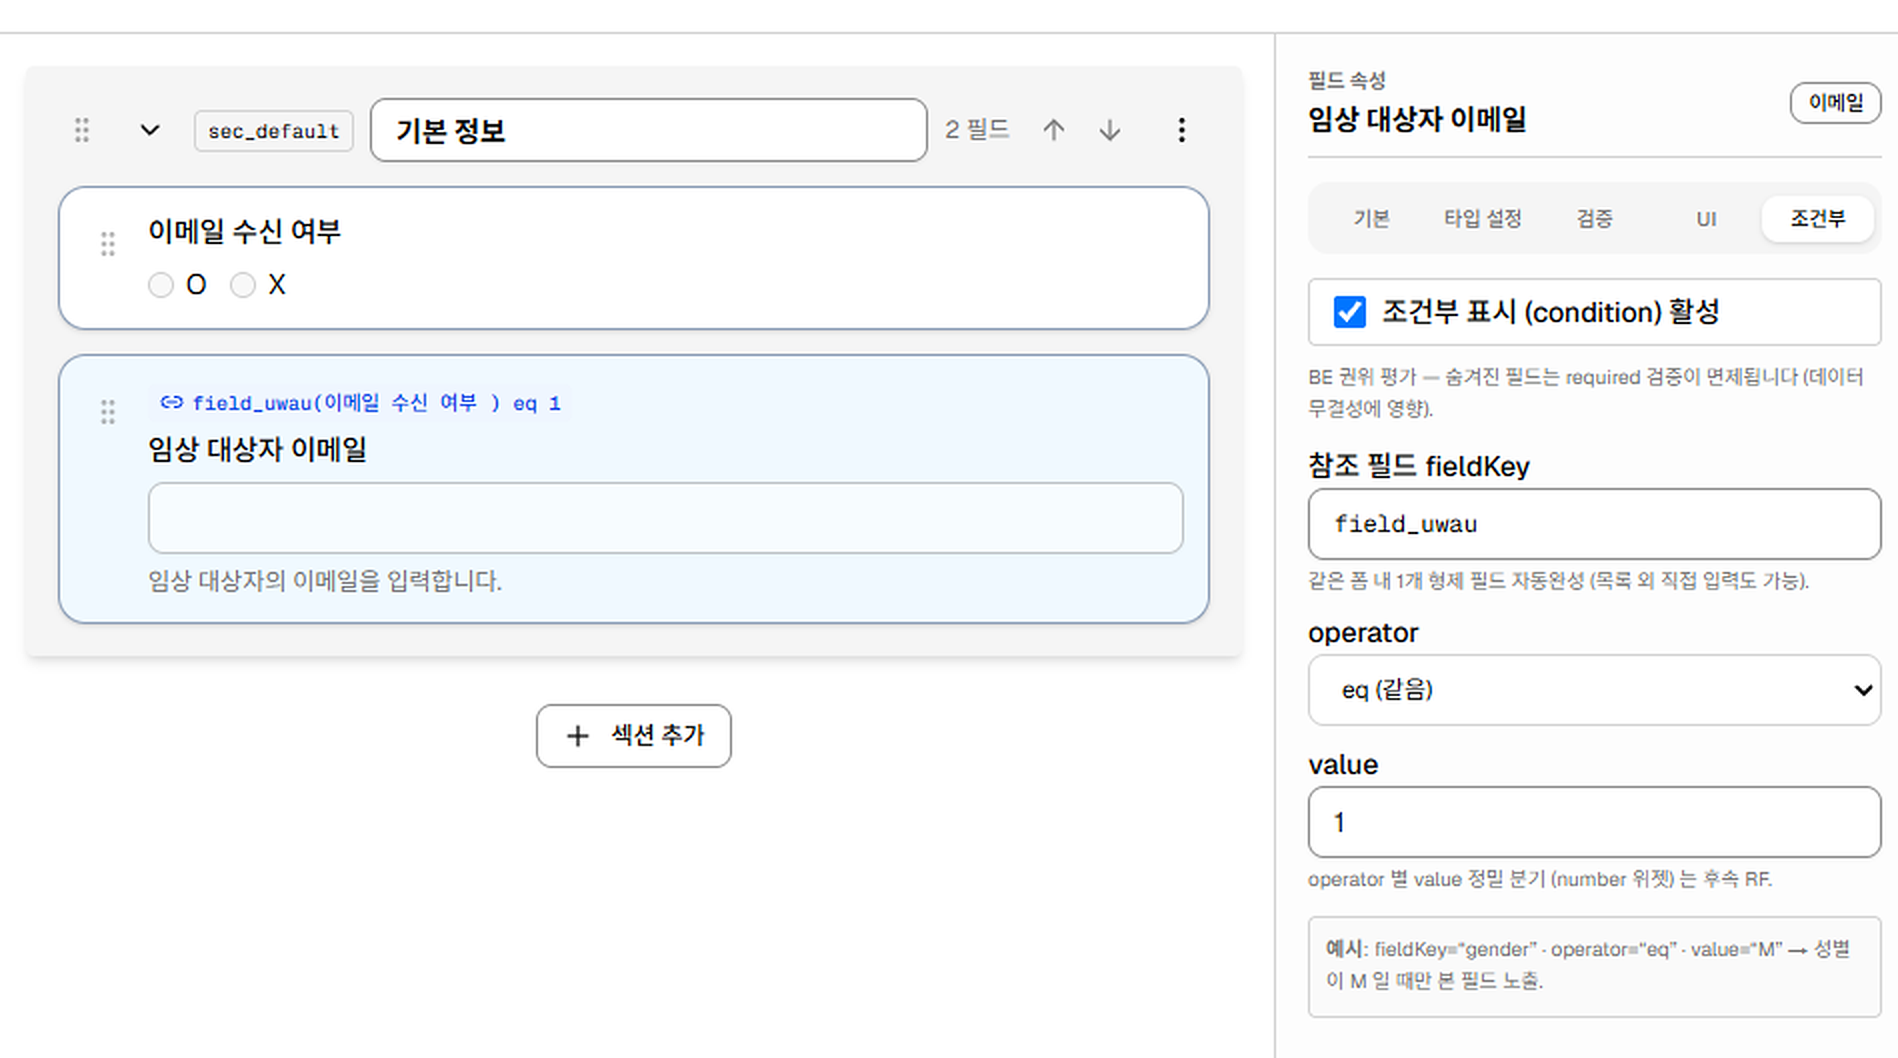 sec_default
기본 정보
2 필드
이메일 수신 여부
O X
field_uwau(이메일 수신 여부 ) eq 1
임상 대상자 이메일
임상 대상자의 이메일을 입력합니다.
섹션 추가
필드 속성
임상 대상자 이메일
이메일
기본 타입 설정 검증 UI 조건부
조건부 표시 (condition) 활성
BE 권위 평가 — 숨겨진 필드는 required 검증이 면제됩니다 (데이터
무결성에 영향).
참조 필드 fieldKey
field_uwau
같은 폼 내 1개 형제 필드 자동완성 (목록 외 직접 입력도 가능).
operator
eq (같음)
value
1
operator 별 value 정밀 분기 (number 위젯) 는 후속 RF.
예시: fieldKey="gender" · operator="eq" · value="M" → 성별
이 M 일 때만 본 필드 노출.